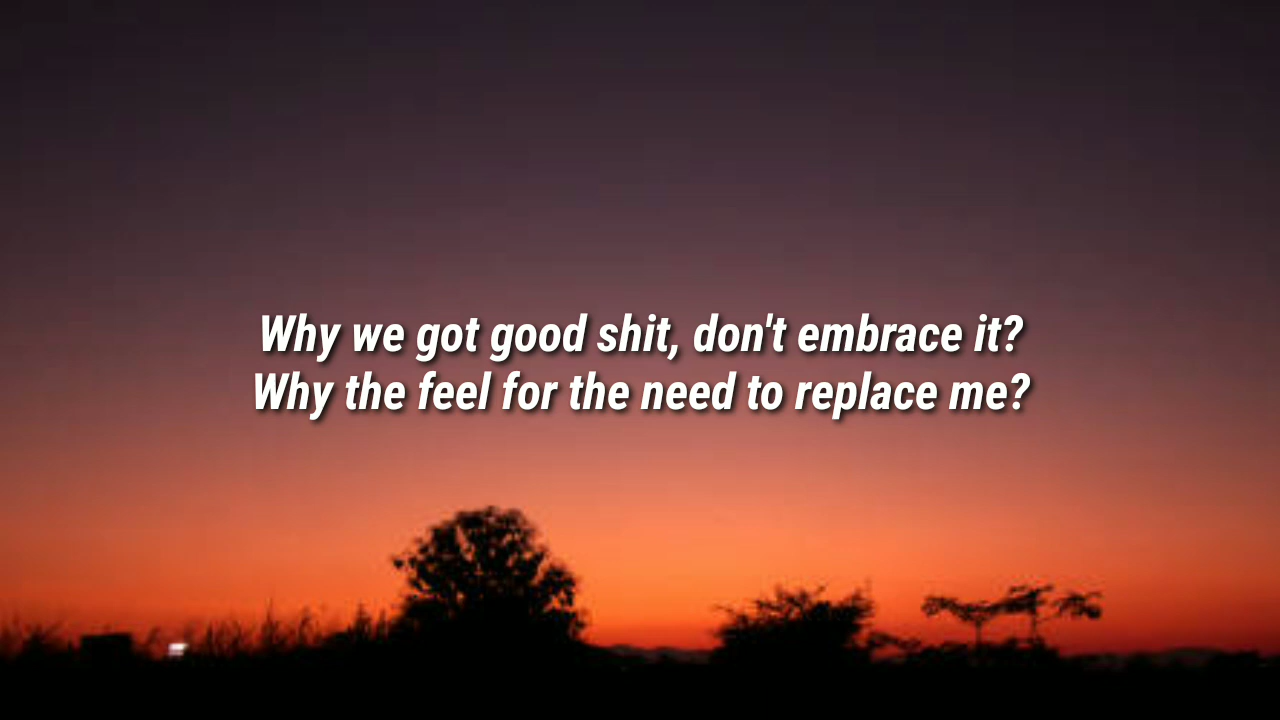 Why we got good shit, don't embrace it?
Why the feel for the need to replace me?